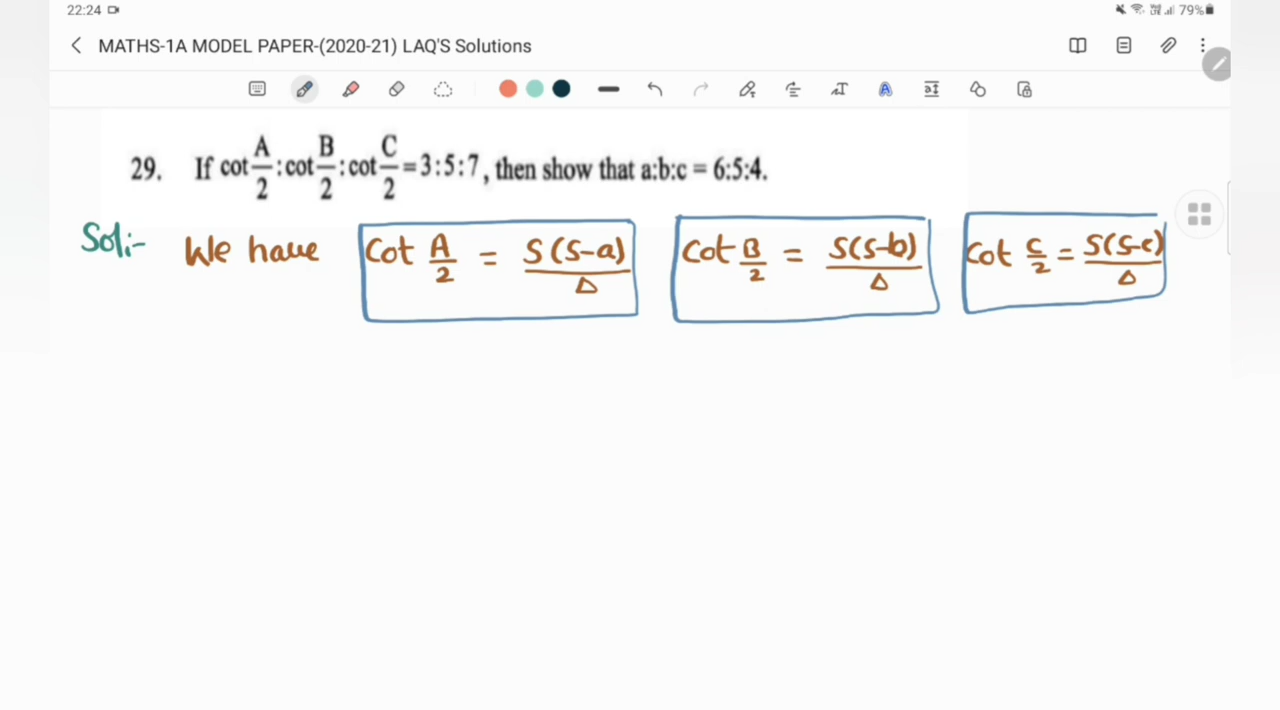 22:24 79%
MATHS-1A MODEL PAPER-(2020-21) LAQ'S Solutions
29. If cot A/2 : cot B/2 : cot C/2 = 3 : 5 : 7, then show that a:b:c = 6:5:4.
Sol:- We have Cot A/2 = S(S-a)/Δ Cot B/2 = S(S-b)/Δ Cot C/2 = S(S-c)/Δ